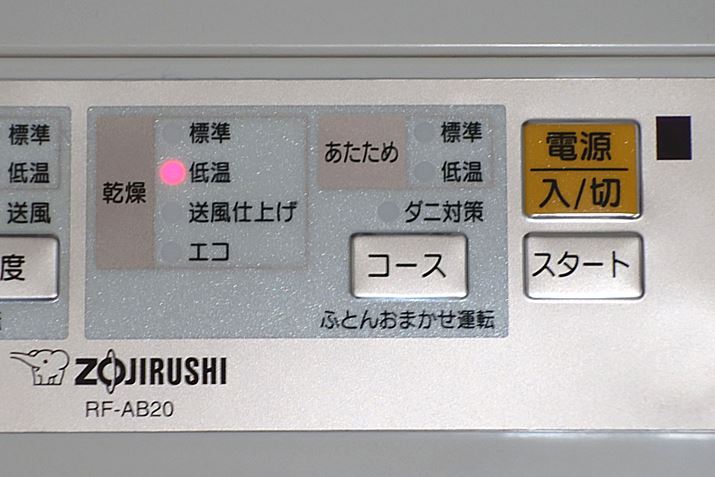 標準
低温
送風
度
乾燥
標準
低温
送風仕上げ
エコ
あたため
標準
低温
ダニ対策
コース
ふとんおまかせ運転
電源
入/切
スタート
ZOJIRUSHI
RF-AB20